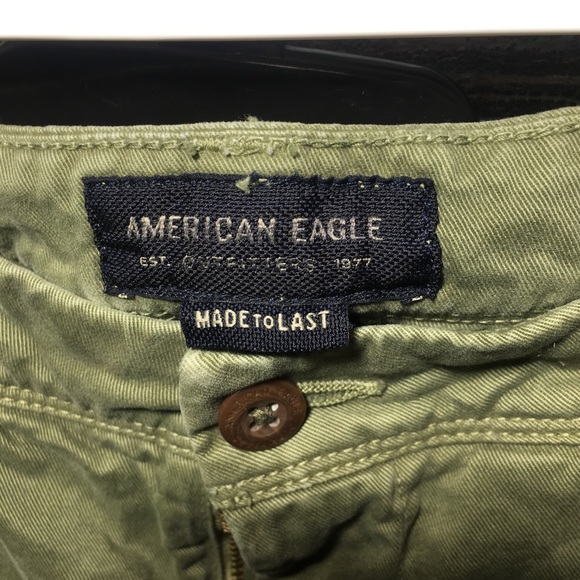 AMERICAN EAGLE
EST. OUTFITTERS 1977
MADE TO LAST